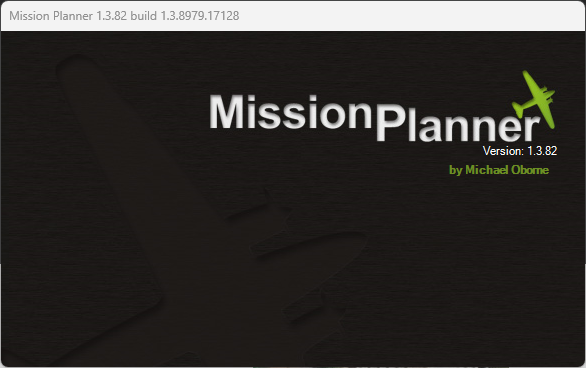 Mission Planner 1.3.82 build 1.3.8979.17128
MissionPlanner
Version: 1.3.82
by Michael Oborne